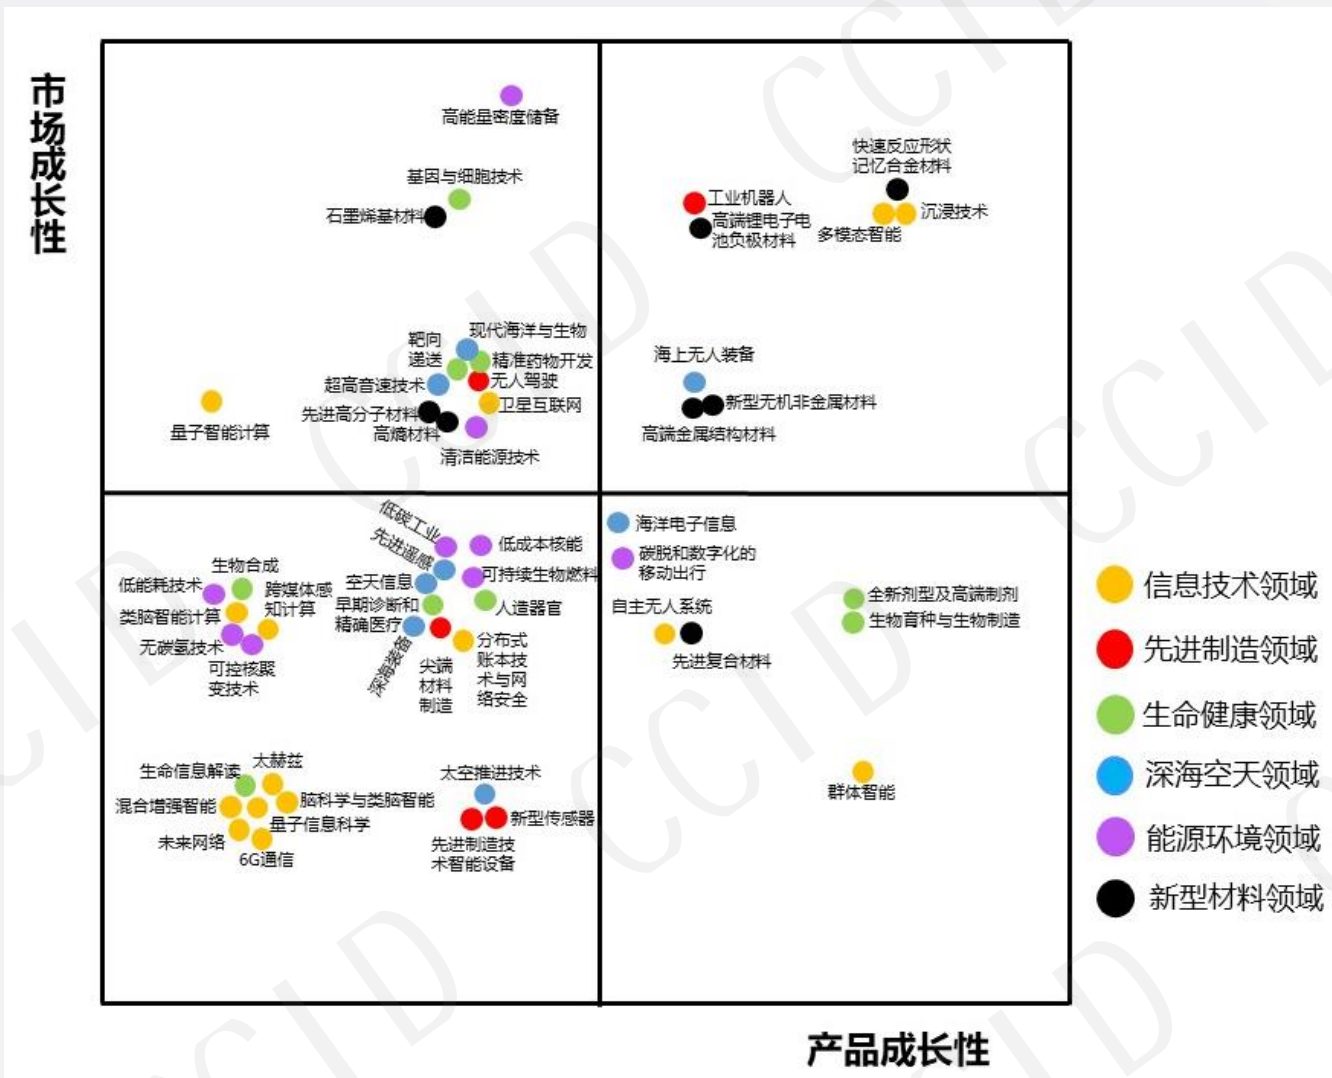 市场成长性
高能量密度储备
基因与细胞技术
石墨烯基材料
快速反应形状
记忆合金材料
工业机器人
高端锂电子电
池负极材料
沉浸技术
多模态智能
现代海洋与生物
靶向
递送
精准药物开发
超高音速技术
无人驾驶
卫星互联网
先进高分子材料
高熵材料
清洁能源技术
量子智能计算
海上无人装备
新型无机非金属材料
高端金属结构材料
低碳工业
先进遥感
低成本核能
可持续生物燃料
空天信息
早期诊断和
精确医疗
人造器官
深海装备
尖端
材料
制造
分布式
账本技
术与网
络安全
生物合成
低能耗技术
跨媒体感
知计算
类脑智能计算
无碳氢技术
可控核聚
变技术
海洋电子信息
碳脱和数字化的
移动出行
自主无人系统
先进复合材料
全新剂型及高端制剂
生物育种与生物制造
群体智能
太赫兹
生命信息解读
混合增强智能
脑科学与类脑智能
量子信息科学
未来网络
6G通信
太空推进技术
新型传感器
先进制造技
术智能设备
信息技术领域
先进制造领域
生命健康领域
深海空天领域
能源环境领域
新型材料领域
产品成长性
CCID
CCID
CCID
CCID
CCID
CCID
CCID